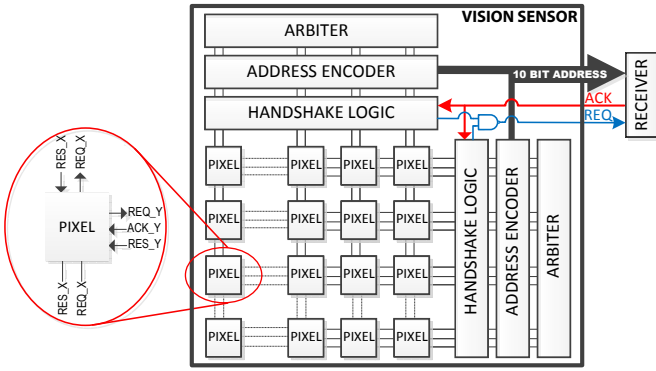 VISION SENSOR
ARBITER
ADDRESS ENCODER
10 BIT ADDRESS
RECEIVER
ACK
REQ
HANDSHAKE LOGIC
RES_X
REQ_X
PIXEL
REQ_Y
ACK_Y
RES_Y
RES_X
REQ_X
PIXEL PIXEL PIXEL PIXEL
PIXEL PIXEL PIXEL PIXEL
PIXEL PIXEL PIXEL PIXEL
PIXEL PIXEL PIXEL PIXEL
HANDSHAKE LOGIC
ADDRESS ENCODER
ARBITER